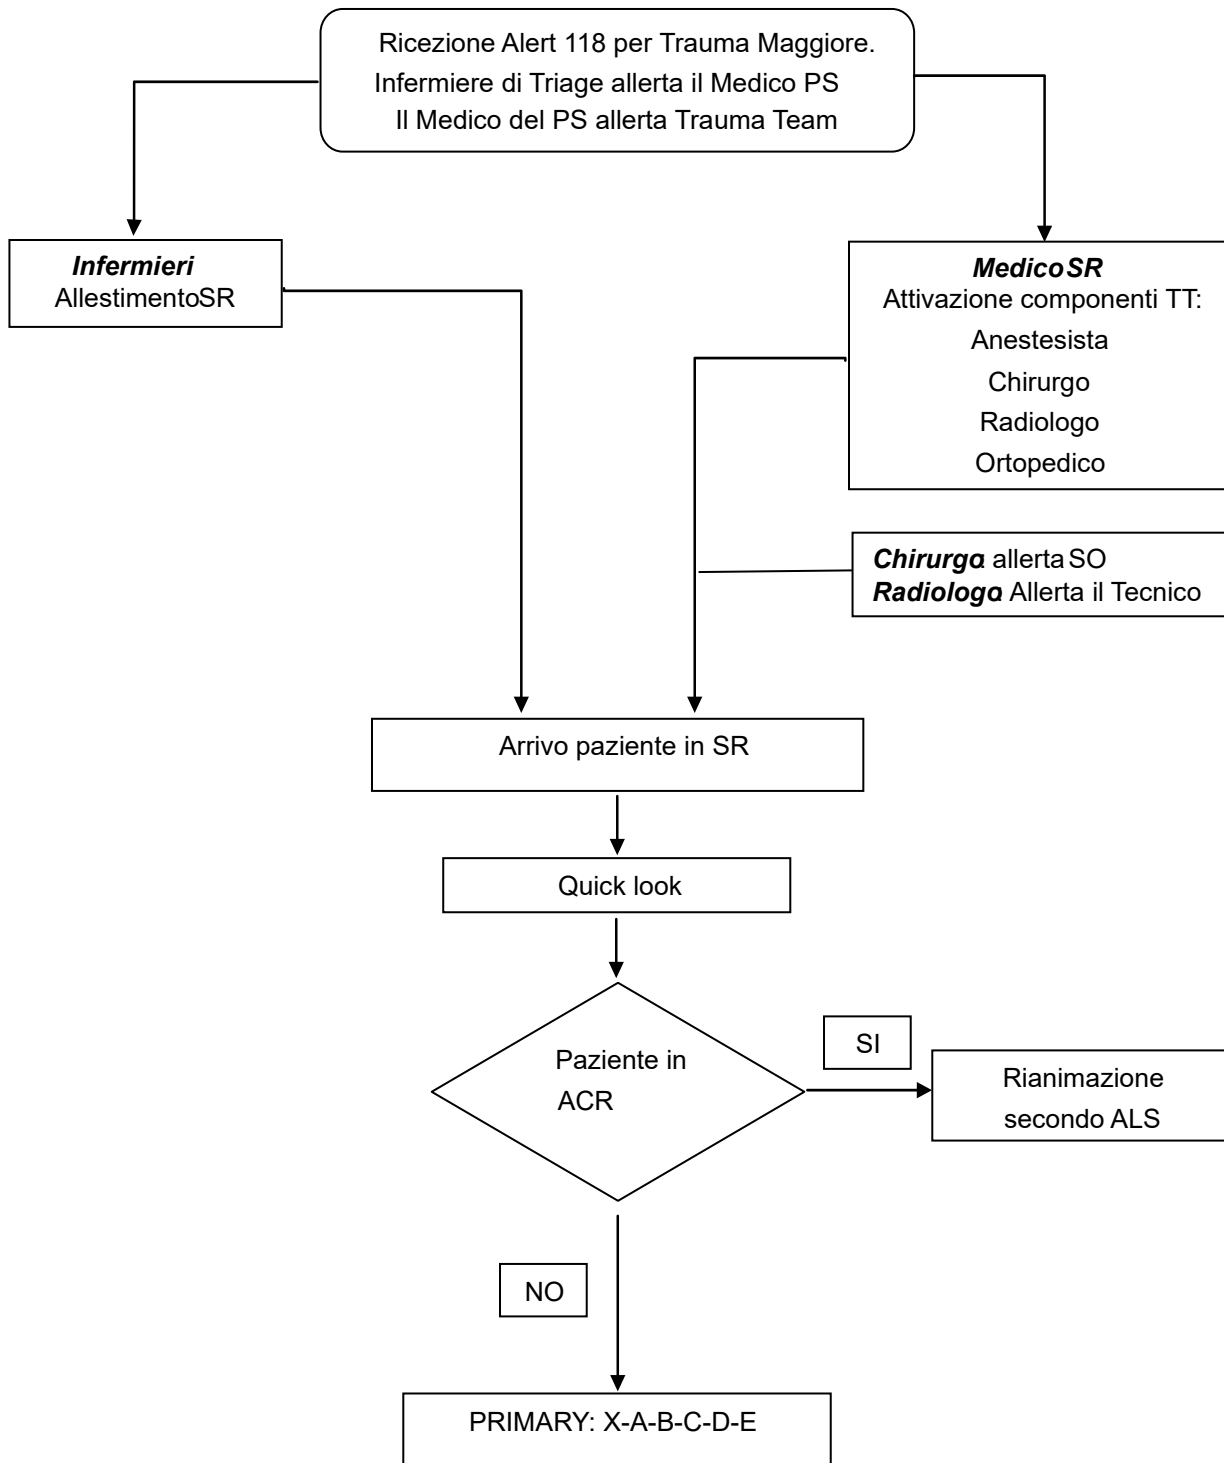 Ricezione Alert 118 per Trauma Maggiore.
Infermiere di Triage allerta il Medico PS
Il Medico del PS allerta Trauma Team
Infermieri
AllestimentoSR
MedicoSR
Attivazione componenti TT:
Anestesista
Chirurgo
Radiologo
Ortopedico
Chirurgo: allerta SO
Radiologo: Allerta il Tecnico
Arrivo paziente in SR
Quick look
Paziente in
ACR
SI
Rianimazione
secondo ALS
NO
PRIMARY: X-A-B-C-D-E